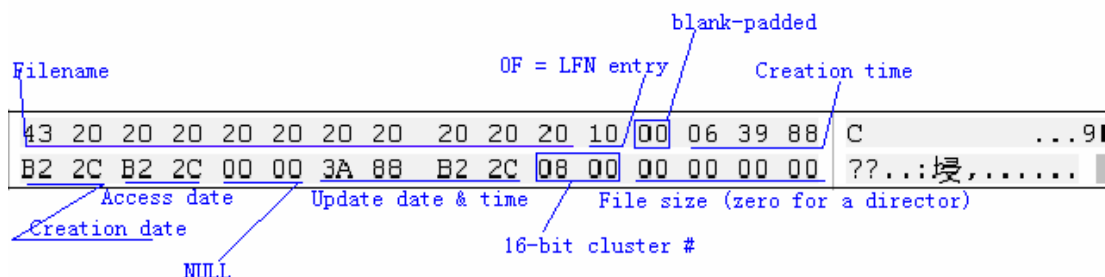 blank-padded
Filename
0F = LFN entry
Creation time
43 20 20 20 20 20 20 20 20 20 20 10 00 06 39 88 C ...9
B2 2C B2 2C 00 00 3A 88 B2 2C 08 00 00 00 00 00 ??..:埐,......
Access date
Update date & time
File size (zero for a director)
Creation date
16-bit cluster #
NULL